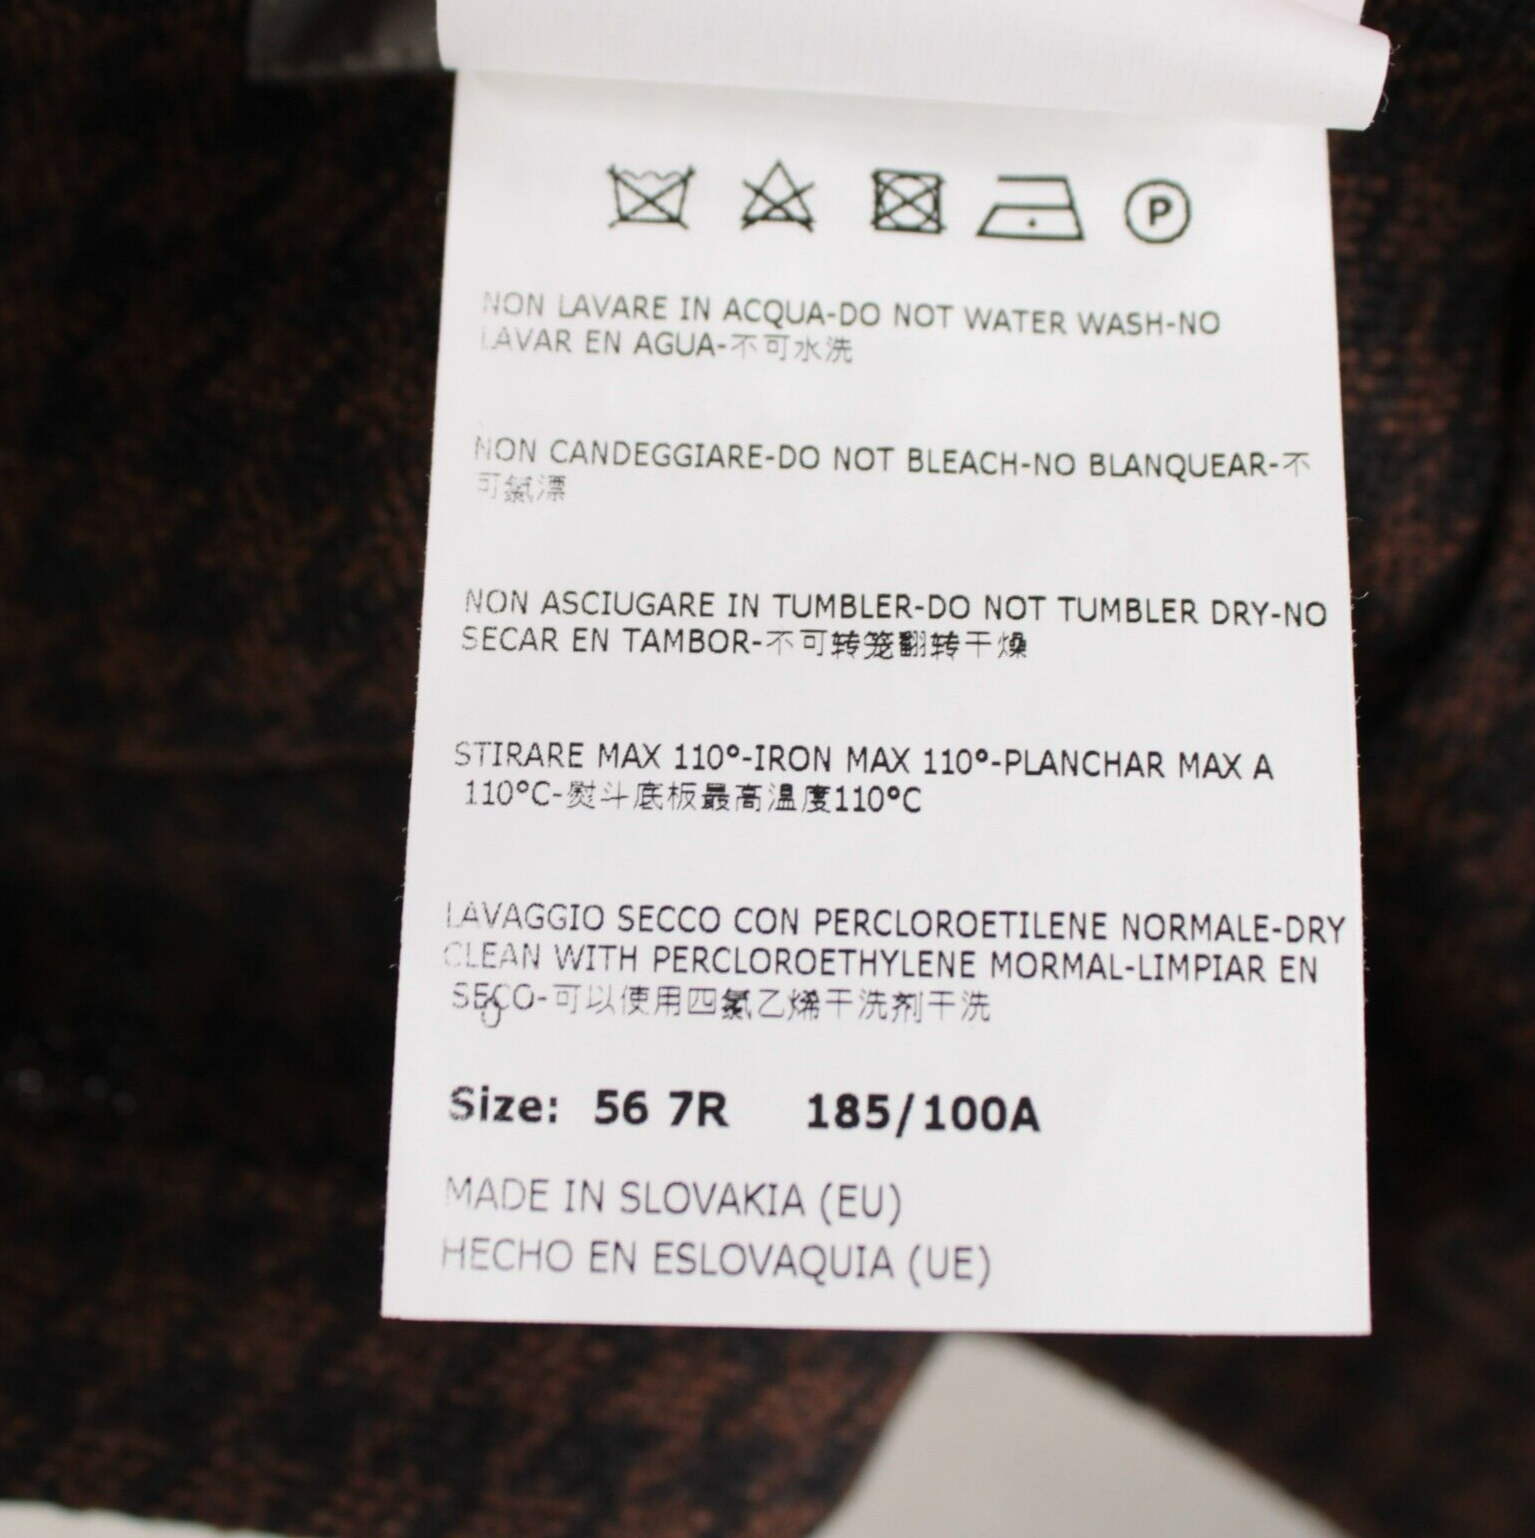 P
NON LAVARE IN ACQUA-DO NOT WATER WASH-NO
LAVAR EN AGUA-不可水洗
NON CANDEGGIARE-DO NOT BLEACH-NO BLANQUEAR-不
可氯漂
NON ASCIUGARE IN TUMBLER-DO NOT TUMBLER DRY-NO
SECAR EN TAMBOR-不可转笼翻转干燥
STIRARE MAX 110°-IRON MAX 110°-PLANCHAR MAX A
110°C-熨斗底板最高温度110°C
LAVAGGIO SECCO CON PERCLOROETILENE NORMALE-DRY
CLEAN WITH PERCLOROETHYLENE MORMAL-LIMPIAR EN
SECO-可以使用四氯乙烯干洗剂干洗
Size: 56 7R 185/100A
MADE IN SLOVAKIA (EU)
HECHO EN ESLOVAQUIA (UE)